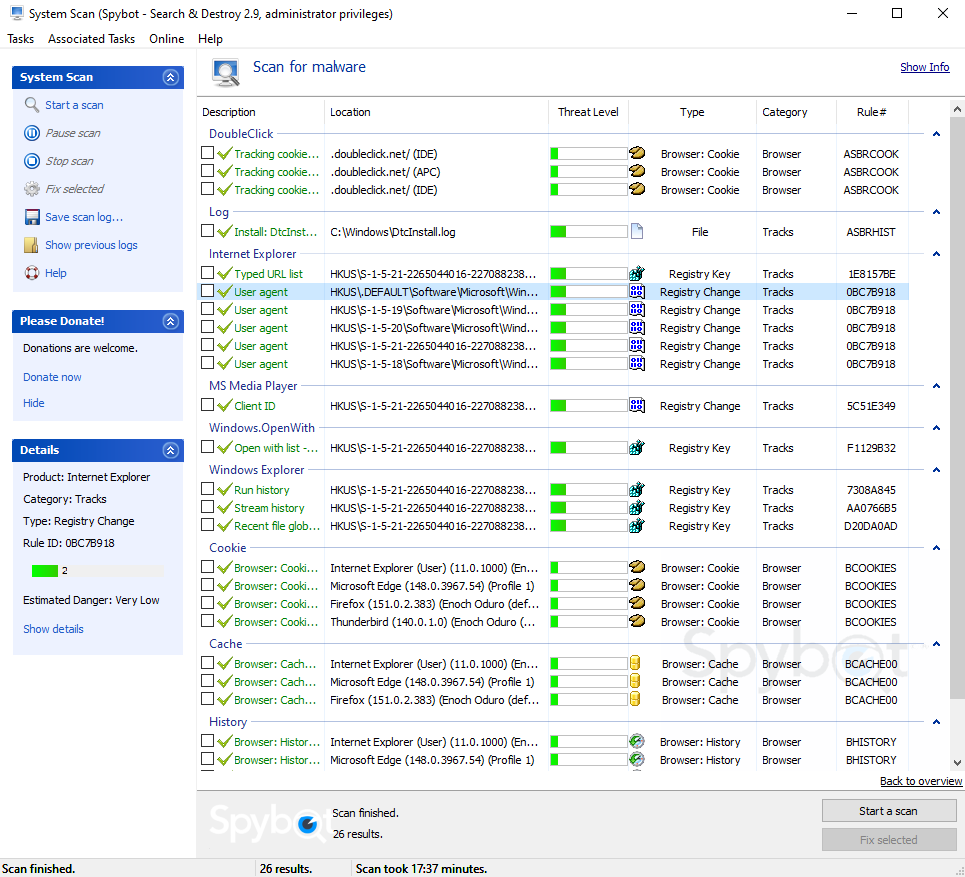 System Scan (Spybot - Search & Destroy 2.9, administrator privileges)
Tasks Associated Tasks Online Help
System Scan
Start a scan
Pause scan
Stop scan
Fix selected
Save scan log...
Show previous logs
Help
Please Donate!
Donations are welcome.
Donate now
Hide
Details
Product: Internet Explorer
Category: Tracks
Type: Registry Change
Rule ID: 0BC7B918
2
Estimated Danger: Very Low
Show details
Scan for malware
Show Info
Description Location Threat Level Type Category Rule#
DoubleClick
Tracking cookie... .doubleclick.net/ (IDE) Browser: Cookie Browser ASBRCOOK
Tracking cookie... .doubleclick.net/ (APC) Browser: Cookie Browser ASBRCOOK
Tracking cookie... .doubleclick.net/ (IDE) Browser: Cookie Browser ASBRCOOK
Log
Install: DtcInst... C:\Windows\DtcInstall.log File Tracks ASBRHIST
Internet Explorer
Typed URL list HKUS\S-1-5-21-2265044016-227088238... Registry Key Tracks 1E8157BE
User agent HKUS\.DEFAULT\Software\Microsoft\Win... Registry Change Tracks 0BC7B918
User agent HKUS\S-1-5-19\Software\Microsoft\Wind... Registry Change Tracks 0BC7B918
User agent HKUS\S-1-5-20\Software\Microsoft\Wind... Registry Change Tracks 0BC7B918
User agent HKUS\S-1-5-21-2265044016-227088238... Registry Change Tracks 0BC7B918
User agent HKUS\S-1-5-18\Software\Microsoft\Wind... Registry Change Tracks 0BC7B918
MS Media Player
Client ID HKUS\S-1-5-21-2265044016-227088238... Registry Change Tracks 5C51E349
Windows.OpenWith
Open with list -... HKUS\S-1-5-21-2265044016-227088238... Registry Key Tracks F1129B32
Windows Explorer
Run history HKUS\S-1-5-21-2265044016-227088238... Registry Key Tracks 7308A845
Stream history HKUS\S-1-5-21-2265044016-227088238... Registry Key Tracks AA0766B5
Recent file glob... HKUS\S-1-5-21-2265044016-227088238... Registry Key Tracks D20DA0AD
Cookie
Browser: Cooki... Internet Explorer (User) (11.0.1000) (En... Browser: Cookie Browser BCOOKIES
Browser: Cooki... Microsoft Edge (148.0.3967.54) (Profile 1) Browser: Cookie Browser BCOOKIES
Browser: Cooki... Firefox (151.0.2.383) (Enoch Oduro (def... Browser: Cookie Browser BCOOKIES
Browser: Cooki... Thunderbird (140.0.1.0) (Enoch Oduro (... Browser: Cookie Browser BCOOKIES
Cache
Browser: Cach... Internet Explorer (User) (11.0.1000) (En... Browser: Cache Browser BCACHE00
Browser: Cach... Microsoft Edge (148.0.3967.54) (Profile 1) Browser: Cache Browser BCACHE00
Browser: Cach... Firefox (151.0.2.383) (Enoch Oduro (def... Browser: Cache Browser BCACHE00
Spybot
History
Browser: Histor... Internet Explorer (User) (11.0.1000) (En... Browser: History Browser BHISTORY
Browser: Histor... Microsoft Edge (148.0.3967.54) (Profile 1) Browser: History Browser BHISTORY
Back to overview
Spybot
Scan finished.
26 results.
Start a scan
Fix selected
Scan finished. 26 results. Scan took 17:37 minutes.